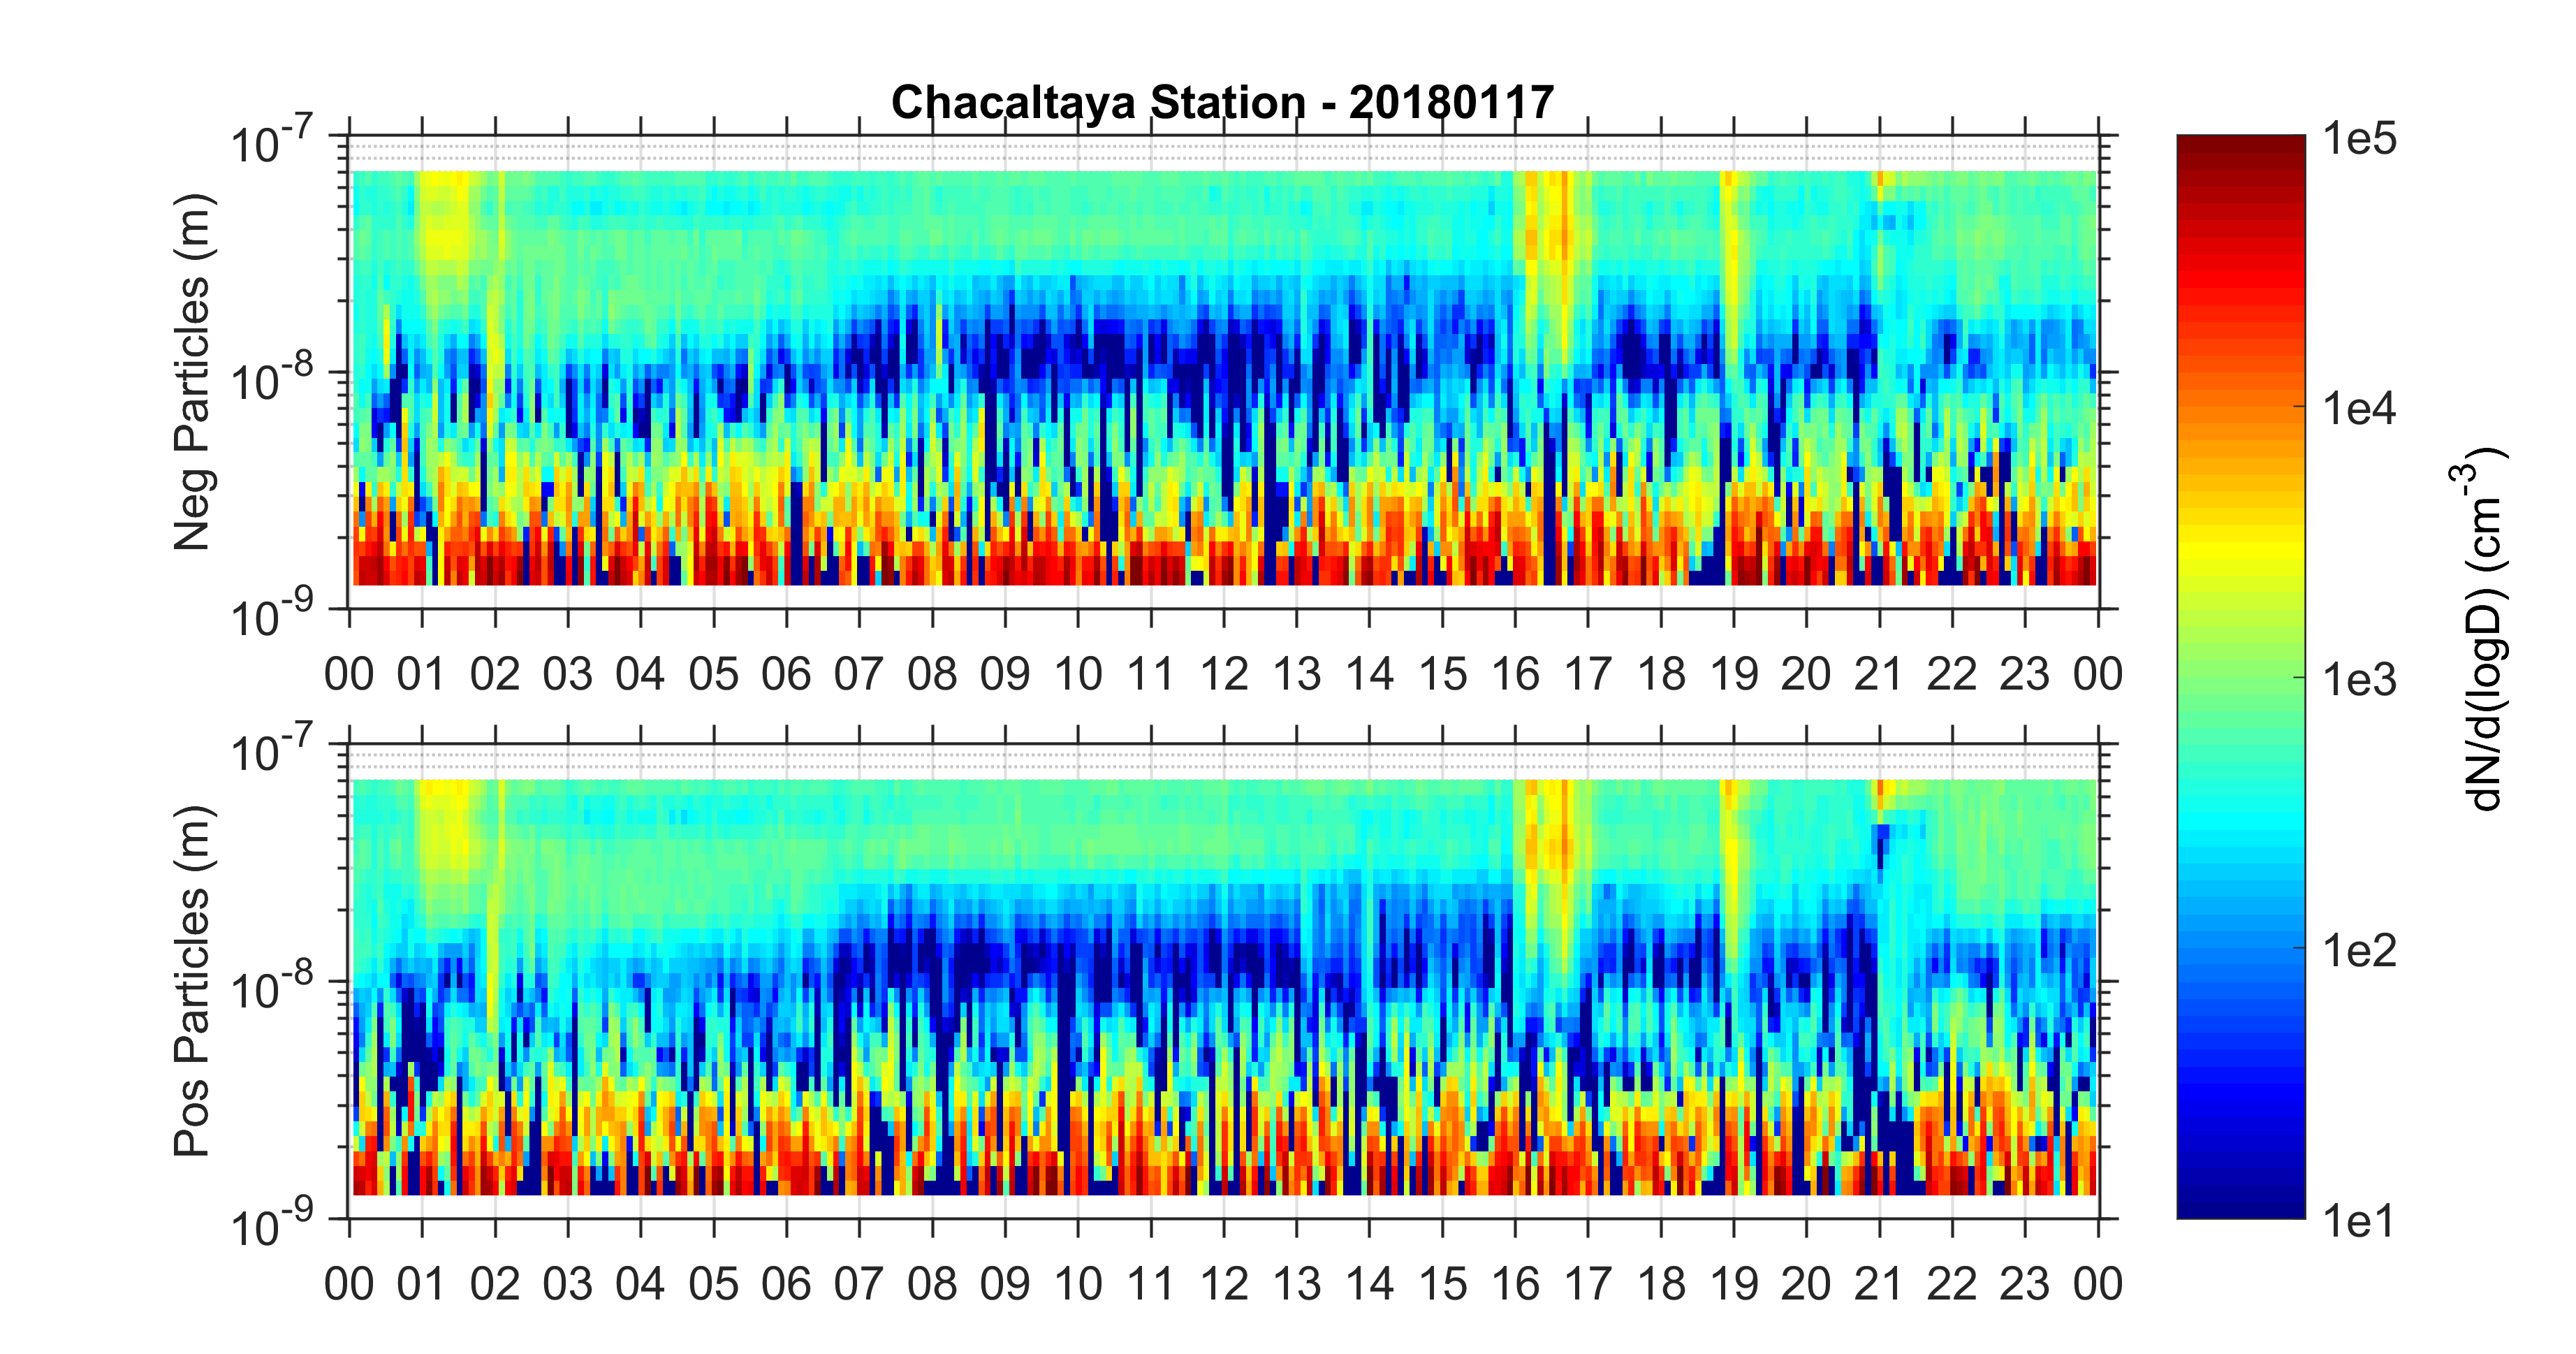 Chacaltaya Station - 20180117
Neg Particles (m)
10-7
10-8
10-9
00 01 02 03 04 05 06 07 08 09 10 11 12 13 14 15 16 17 18 19 20 21 22 23 00
Pos Particles (m)
10-7
10-8
10-9
00 01 02 03 04 05 06 07 08 09 10 11 12 13 14 15 16 17 18 19 20 21 22 23 00
1e5
1e4
1e3
1e2
1e1
dN/d(logD) (cm-3)